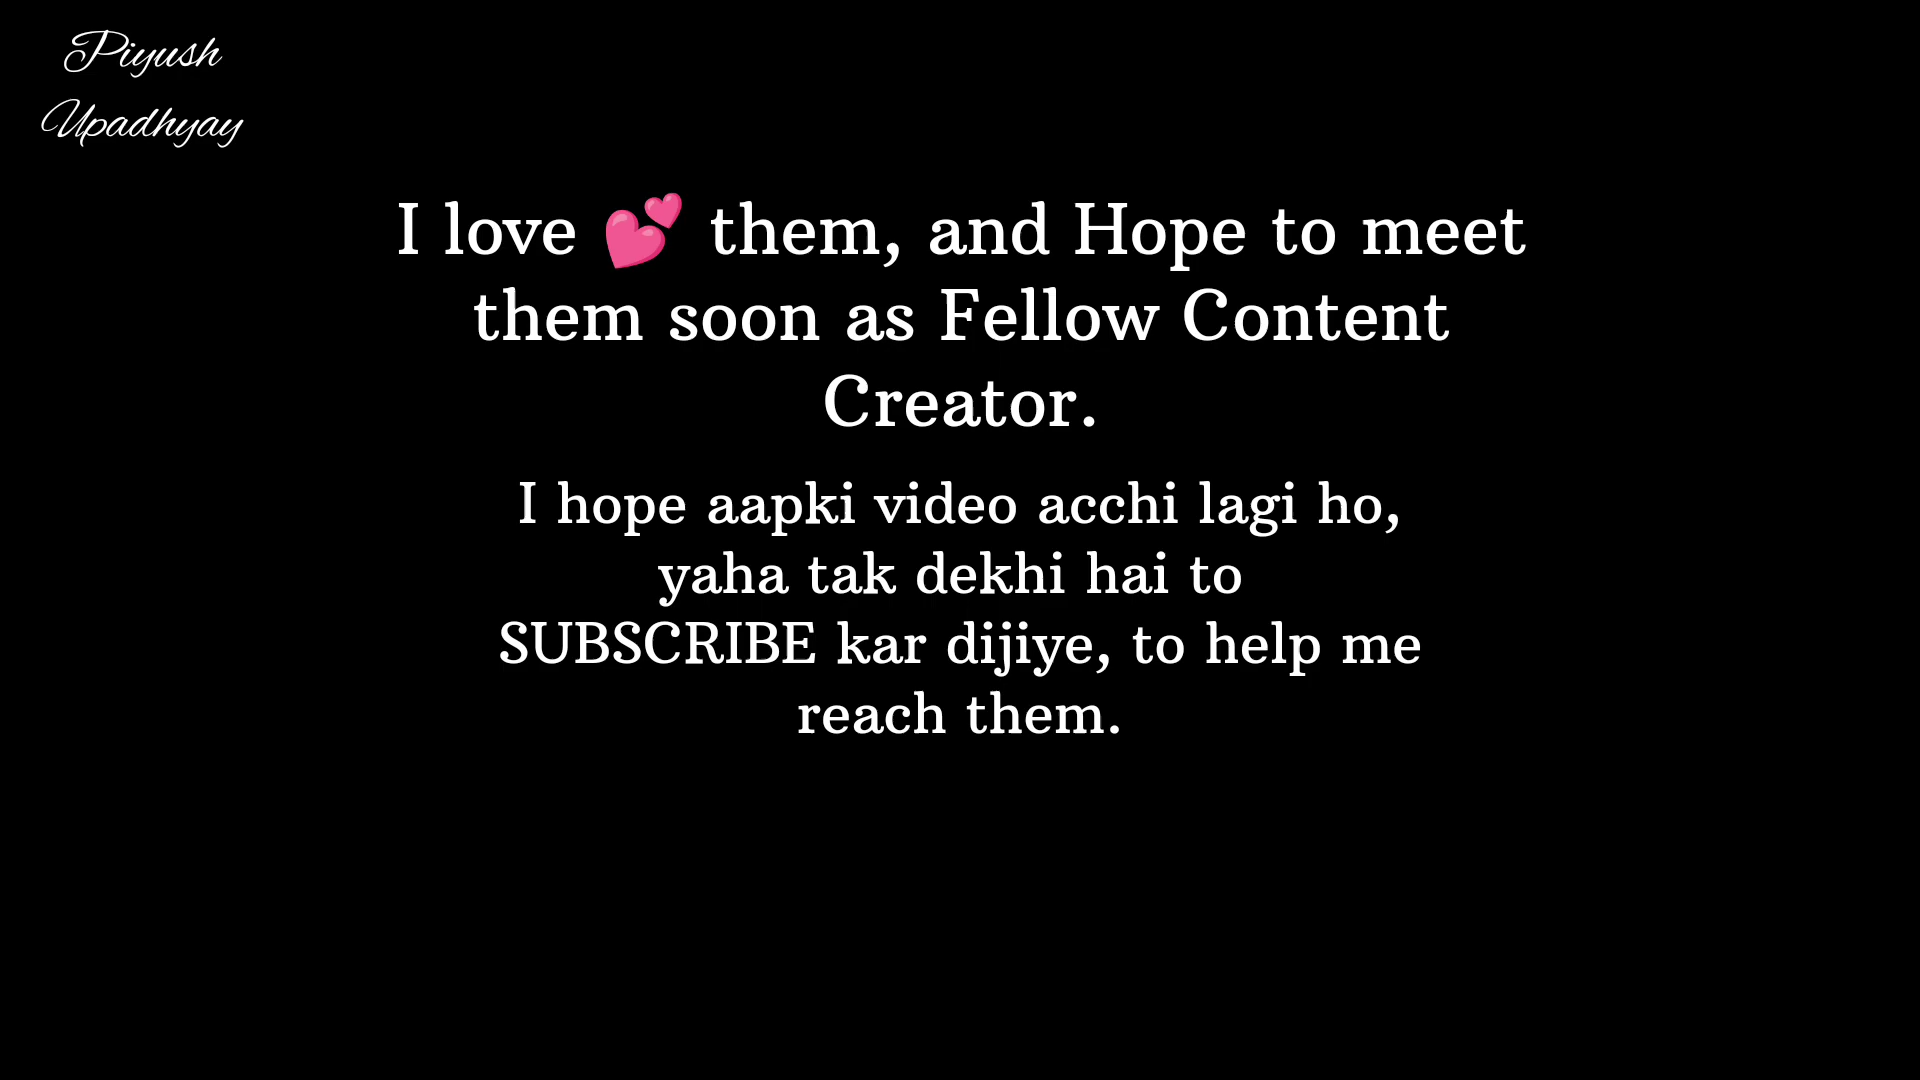 Piyush
Upadhyay
I love 💕 them, and Hope to meet
them soon as Fellow Content
Creator.
I hope aapki video acchi lagi ho,
yaha tak dekhi hai to
SUBSCRIBE kar dijiye, to help me
reach them.